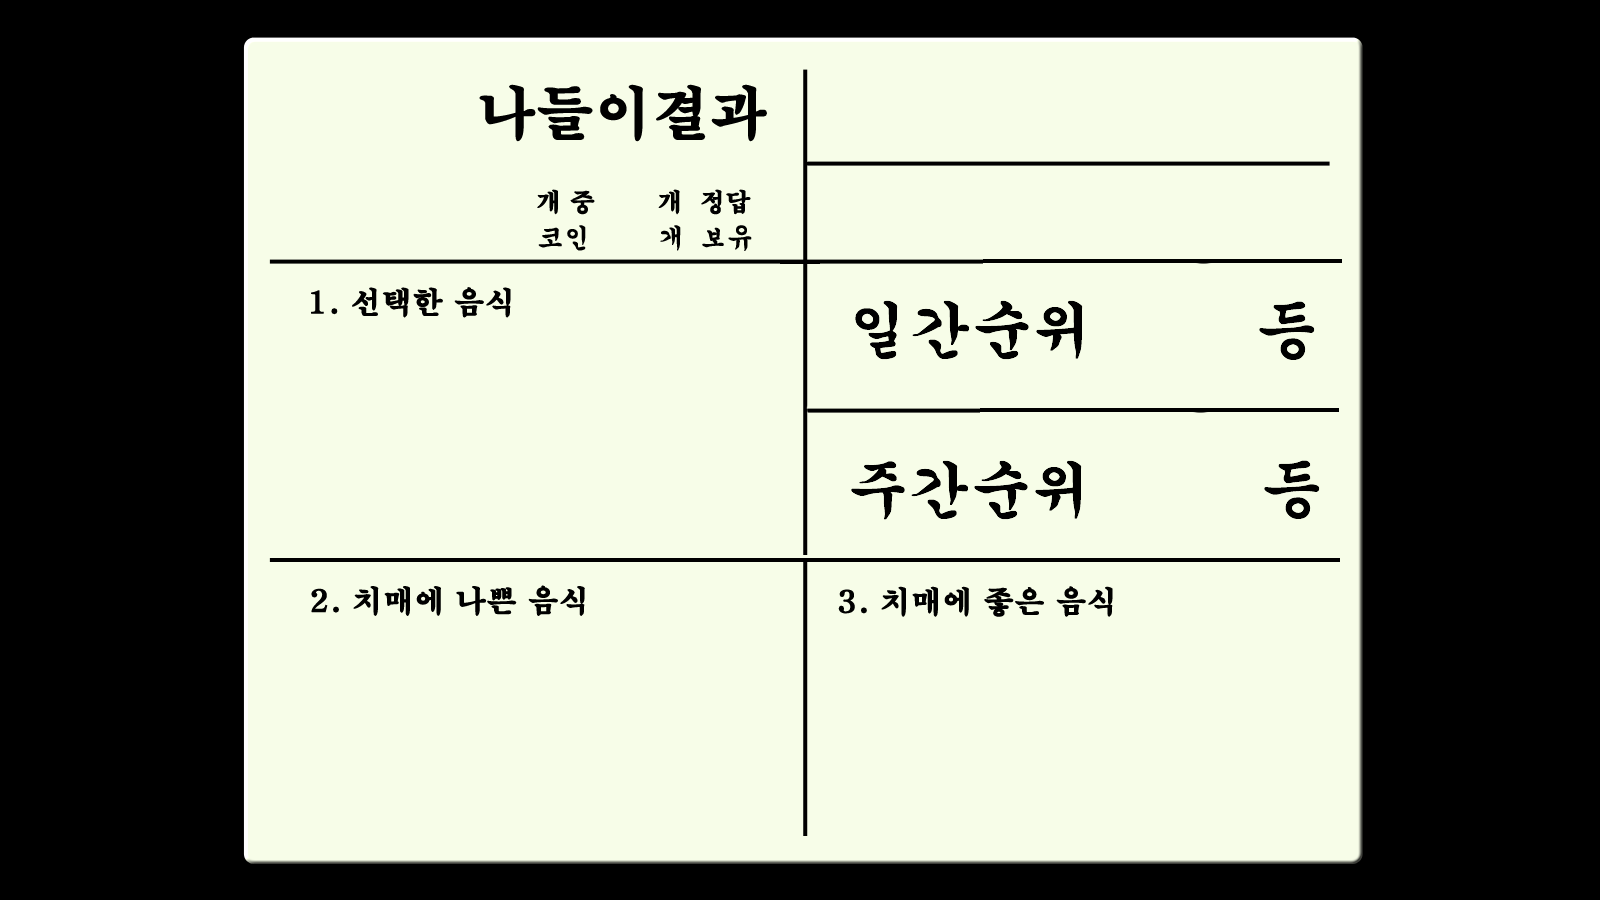 나들이결과
개 중 개 정답
코인 개 보유
1. 선택한 음식
일간순위 등
주간순위 등
2. 치매에 나쁜 음식
3. 치매에 좋은 음식